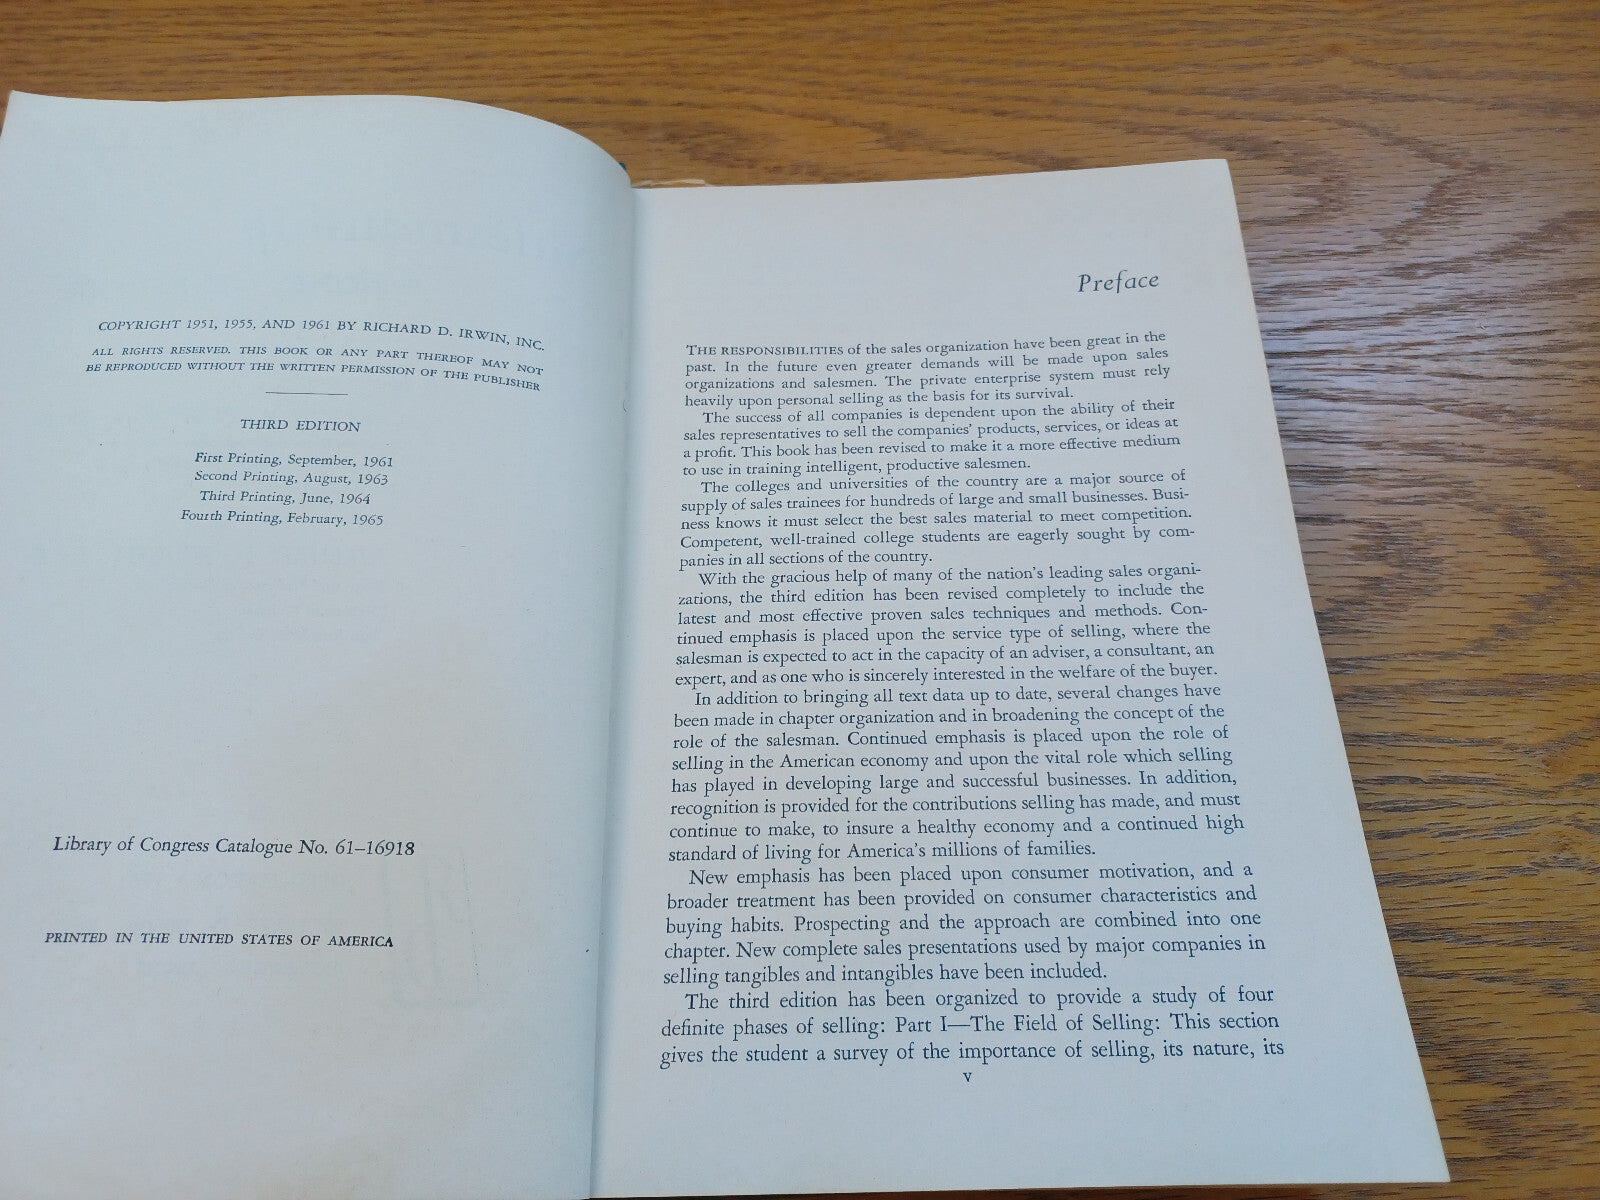 COPYRIGHT 1951, 1955, AND 1961 BY RICHARD D. IRWIN, INC.
ALL RIGHTS RESERVED. THIS BOOK OR ANY PART THEREOF MAY NOT
BE REPRODUCED WITHOUT THE WRITTEN PERMISSION OF THE PUBLISHER
THIRD EDITION
First Printing, September, 1961
Second Printing, August, 1963
Third Printing, June, 1964
Fourth Printing, February, 1965
Library of Congress Catalogue No. 61–16918
PRINTED IN THE UNITED STATES OF AMERICA
Preface
THE RESPONSIBILITIES of the sales organization have been great in the
past. In the future even greater demands will be made upon sales
organizations and salesmen. The private enterprise system must rely
heavily upon personal selling as the basis for its survival.
The success of all companies is dependent upon the ability of their
sales representatives to sell the companies' products, services, or ideas at
a profit. This book has been revised to make it a more effective medium
to use in training intelligent, productive salesmen.
The colleges and universities of the country are a major source of
supply of sales trainees for hundreds of large and small businesses. Busi-
ness knows it must select the best sales material to meet competition.
Competent, well-trained college students are eagerly sought by com-
panies in all sections of the country.
With the gracious help of many of the nation's leading sales organi-
zations, the third edition has been revised completely to include the
latest and most effective proven sales techniques and methods. Con-
tinued emphasis is placed upon the service type of selling, where the
salesman is expected to act in the capacity of an adviser, a consultant, an
expert, and as one who is sincerely interested in the welfare of the buyer.
In addition to bringing all text data up to date, several changes have
been made in chapter organization and in broadening the concept of the
role of the salesman. Continued emphasis is placed upon the role of
selling in the American economy and upon the vital role which selling
has played in developing large and successful businesses. In addition,
recognition is provided for the contributions selling has made, and must
continue to make, to insure a healthy economy and a continued high
standard of living for America's millions of families.
New emphasis has been placed upon consumer motivation, and a
broader treatment has been provided on consumer characteristics and
buying habits. Prospecting and the approach are combined into one
chapter. New complete sales presentations used by major companies in
selling tangibles and intangibles have been included.
The third edition has been organized to provide a study of four
definite phases of selling: Part I—The Field of Selling: This section
gives the student a survey of the importance of selling, its nature, its
v